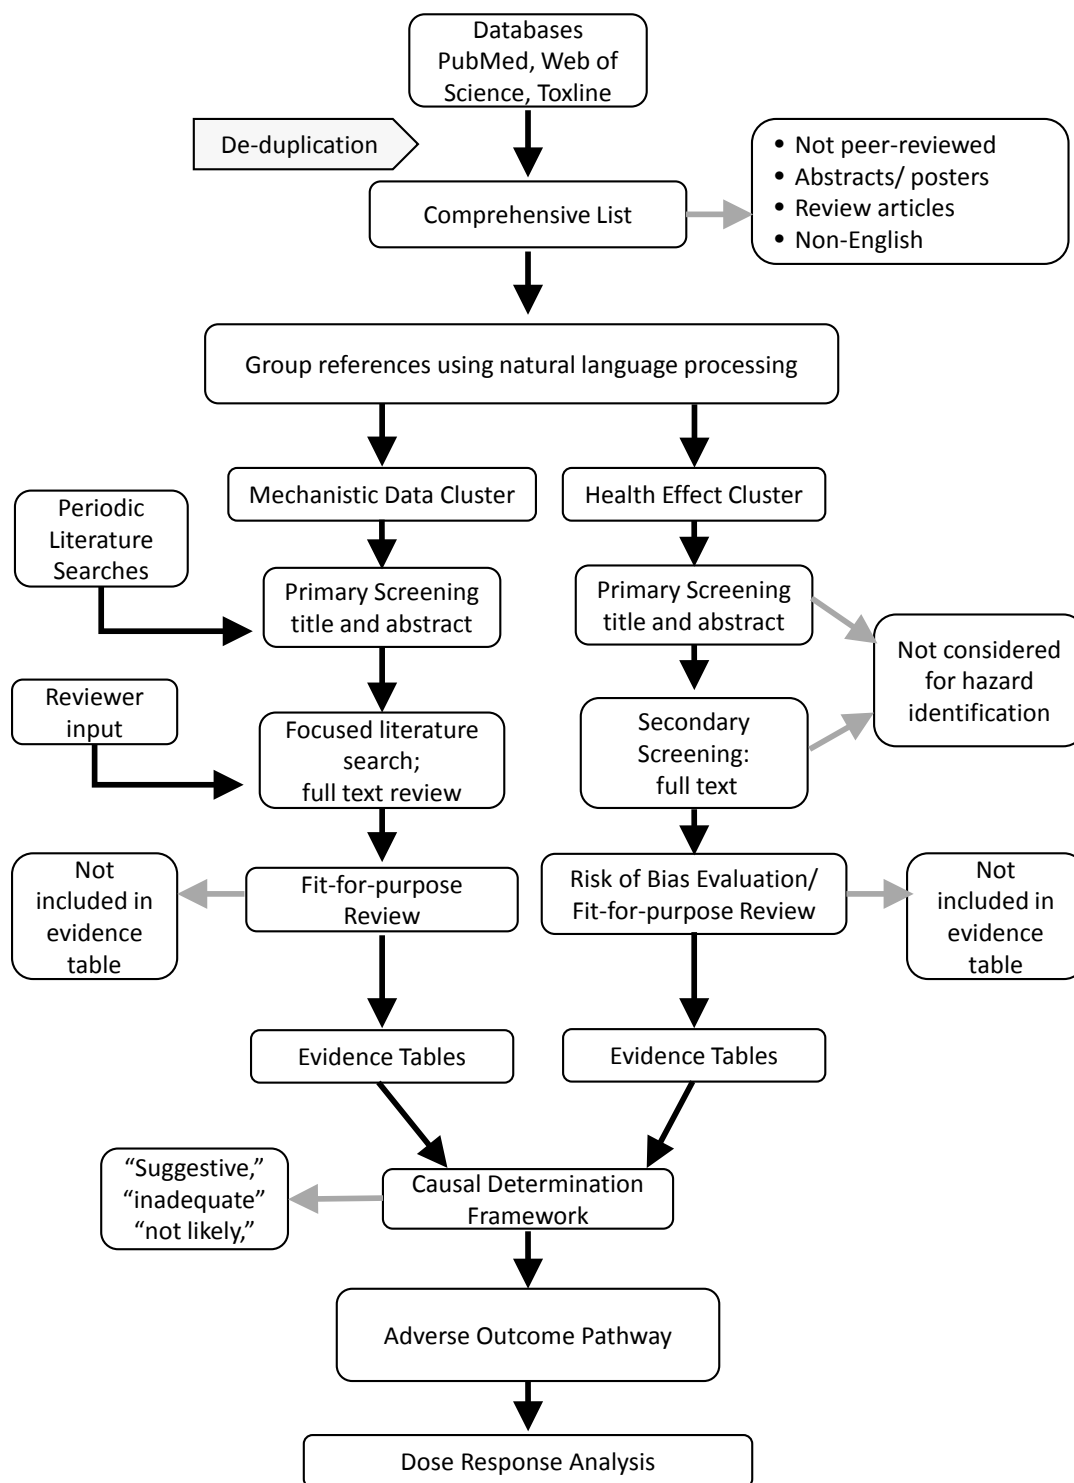 Databases
PubMed, Web of
Science, Toxline
De-duplication
• Not peer-reviewed
• Abstracts/ posters
• Review articles
• Non-English
Comprehensive List
Group references using natural language processing
Mechanistic Data Cluster
Health Effect Cluster
Periodic
Literature
Searches
Primary Screening
title and abstract
Primary Screening
title and abstract
Not considered
for hazard
identification
Reviewer
input
Focused literature
search;
full text review
Secondary
Screening:
full text
Not
included in
evidence
table
Fit-for-purpose
Review
Risk of Bias Evaluation/
Fit-for-purpose Review
Not
included in
evidence
table
Evidence Tables
Evidence Tables
“Suggestive,”
“inadequate”
“not likely,”
Causal Determination
Framework
Adverse Outcome Pathway
Dose Response Analysis